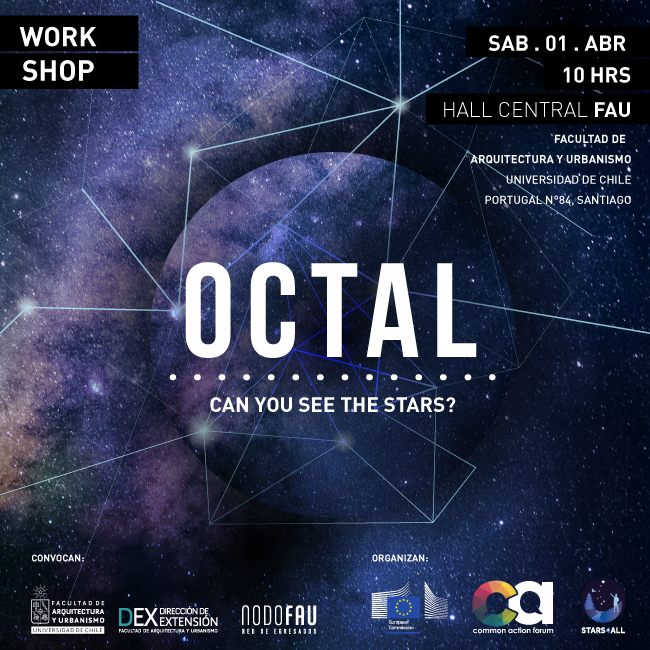 WORK
SHOP
SAB . 01 . ABR
10 HRS
HALL CENTRAL FAU
FACULTAD DE
ARQUITECTURA Y URBANISMO
UNIVERSIDAD DE CHILE
PORTUGAL N°84, SANTIAGO
OCTAL
CAN YOU SEE THE STARS?
CONVOCAN:
FACULTAD DE
ARQUITECTURA
Y URBANISMO
UNIVERSIDAD DE CHILE
DEX DIRECCIÓN DE
EXTENSIÓN
FACULTAD DE ARQUITECTURA Y URBANISMO
NODOFAU
RED DE EGRESADOS
ORGANIZAN:
European
Commission
ca
common action forum
STARS4ALL